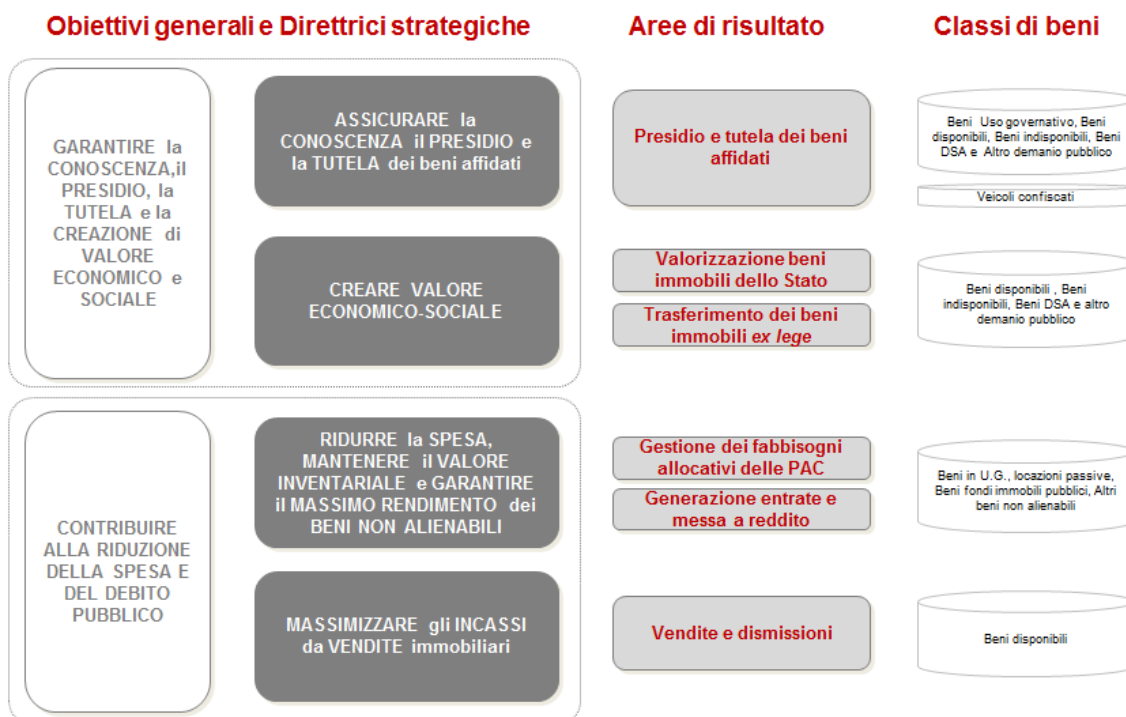 Obiettivi generali e Direttrici strategiche
Aree di risultato
Classi di beni
GARANTIRE la
CONOSCENZA,il
PRESIDIO, la
TUTELA e la
CREAZIONE di
VALORE
ECONOMICO e
SOCIALE
ASSICURARE la
CONOSCENZA il PRESIDIO e
la TUTELA dei beni affidati
Presidio e tutela dei beni
affidati
Beni Uso governativo, Beni
disponibili, Beni indisponibili, Beni
DSA e Altro demanio pubblico
Veicoli confiscati
CREARE VALORE
ECONOMICO-SOCIALE
Valorizzazione beni
immobili dello Stato
Trasferimento dei beni
immobili ex lege
Beni disponibili , Beni
indisponibili, Beni DSA e altro
demanio pubblico
CONTRIBUIRE
ALLA RIDUZIONE
DELLA SPESA E
DEL DEBITO
PUBBLICO
RIDURRE la SPESA,
MANTENERE il VALORE
INVENTARIALE e GARANTIRE
il MASSIMO RENDIMENTO dei
BENI NON ALIENABILI
Gestione dei fabbisogni
allocativi delle PAC
Generazione entrate e
messa a reddito
Beni in U.G., locazioni passive,
Beni fondi immobili pubblici, Altri
beni non alienabili
MASSIMIZZARE gli INCASSI
da VENDITE immobiliari
Vendite e dismissioni
Beni disponibili